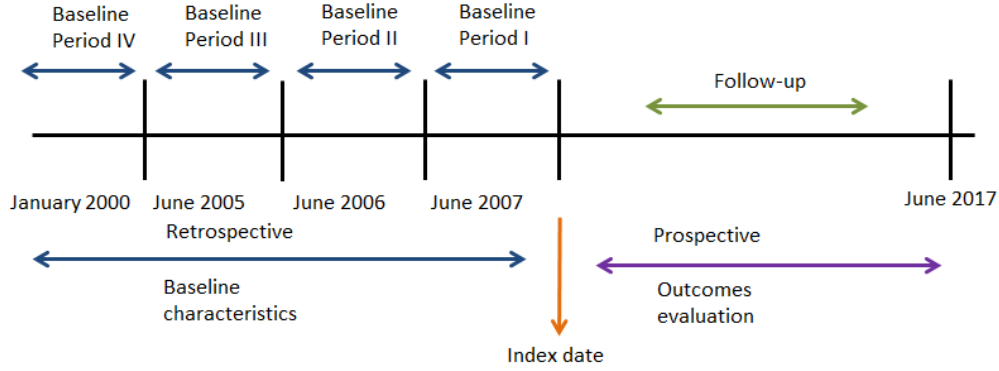 Baseline
Period IV
Baseline
Period III
Baseline
Period II
Baseline
Period I
Follow-up
January 2000
June 2005
June 2006
June 2007
June 2017
Retrospective
Prospective
Baseline
characteristics
Outcomes
evaluation
Index date